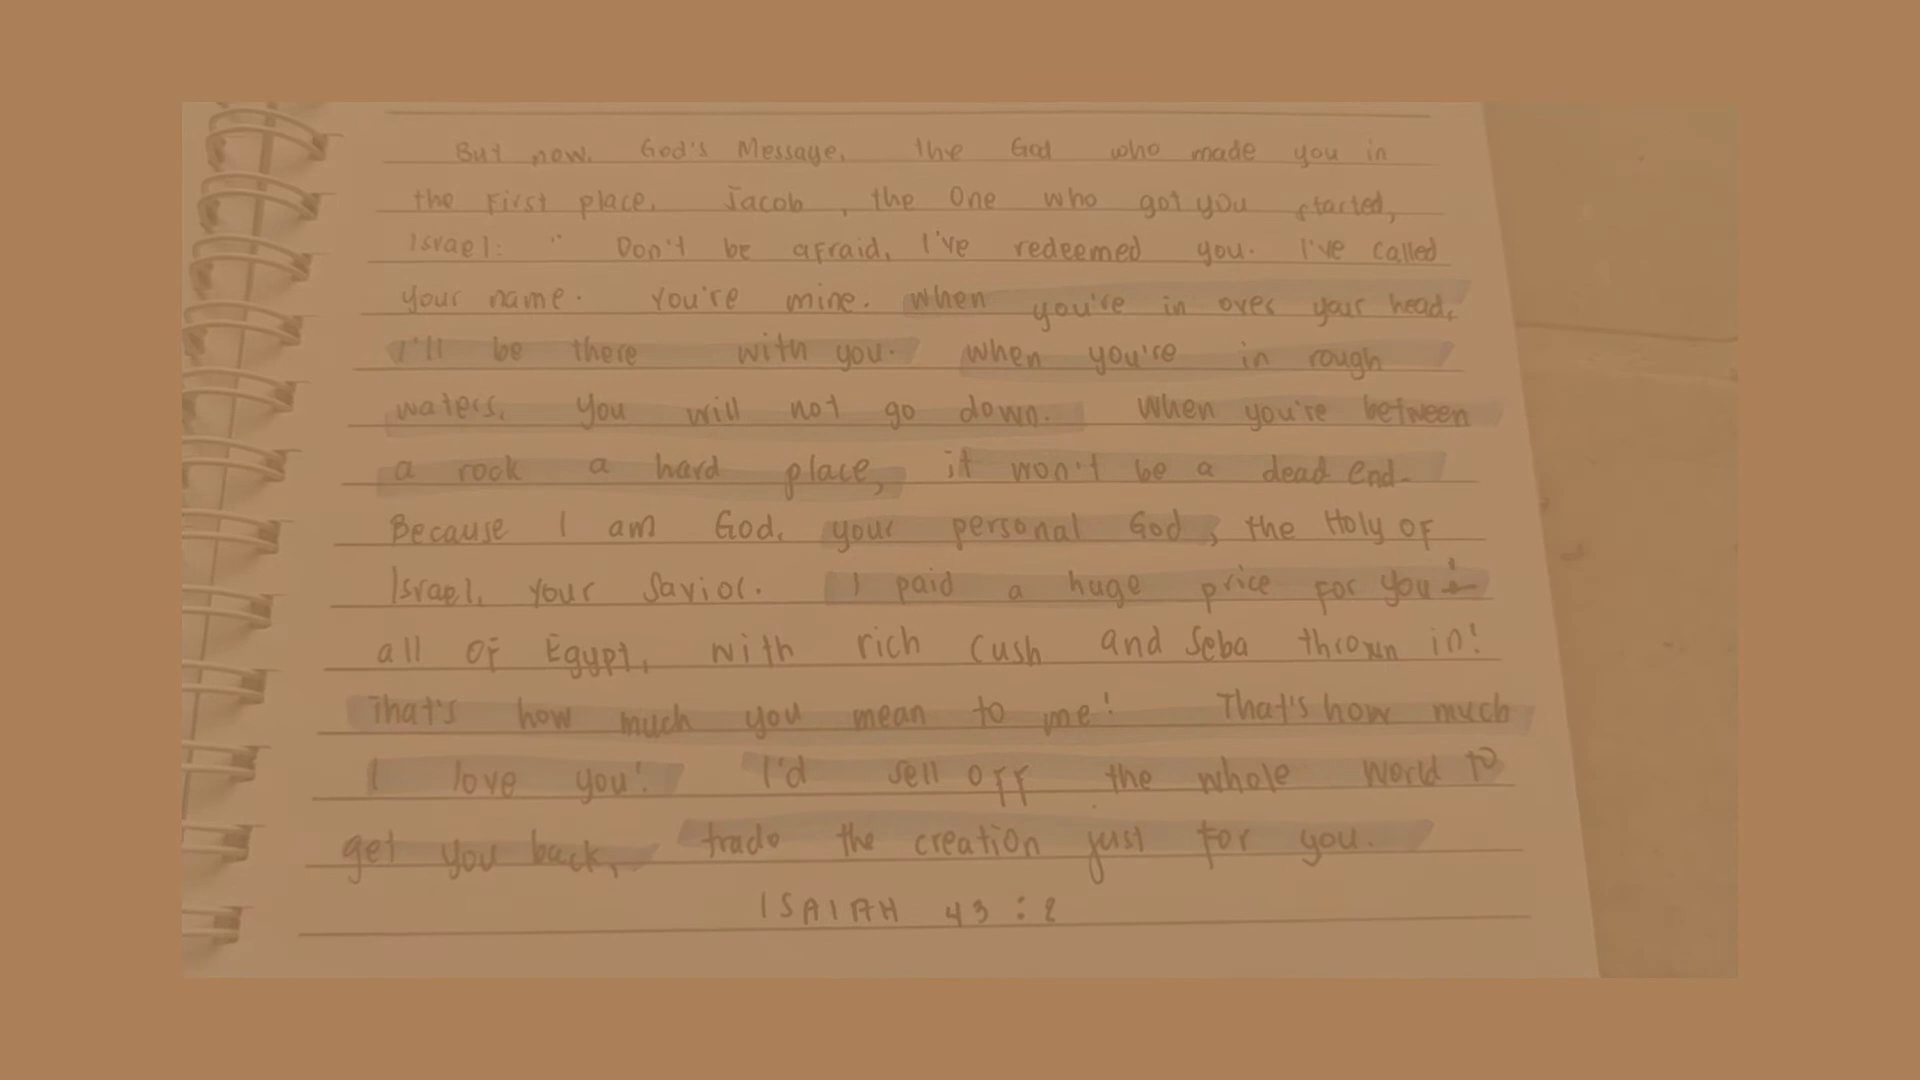 But now, God's Message, the God who made you in
the First place, Jacob, the One who got you started,
Israel: " Don't be afraid, I've redeemed you. I've called
your name. You're mine. When you're in over your head,
I'll be there with you. When you're in rough
waters, you will not go down. When you're between
a rock a hard place, it won't be a dead end-
Because I am God, your personal God, the Holy of
Israel, your Savior. I paid a huge price for you:
all of Egypt, with rich Cush and Seba thrown in!
That's how much you mean to me! That's how much
I love you! I'd sell off the whole world to
get you back, trade the creation just for you.
ISAIAH 43 : 2